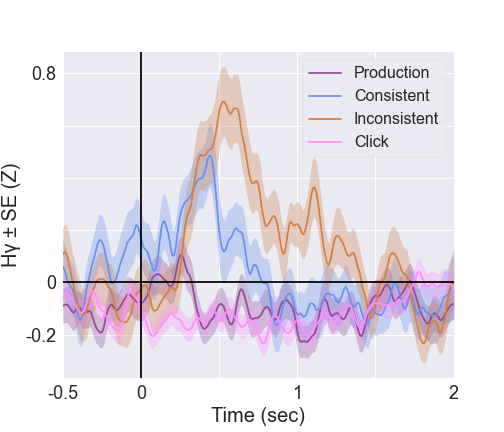 Production
Consistent
Inconsistent
Click
Hγ ± SE (Z)
0.8
0
-0.2
-0.5 0 1 2
Time (sec)